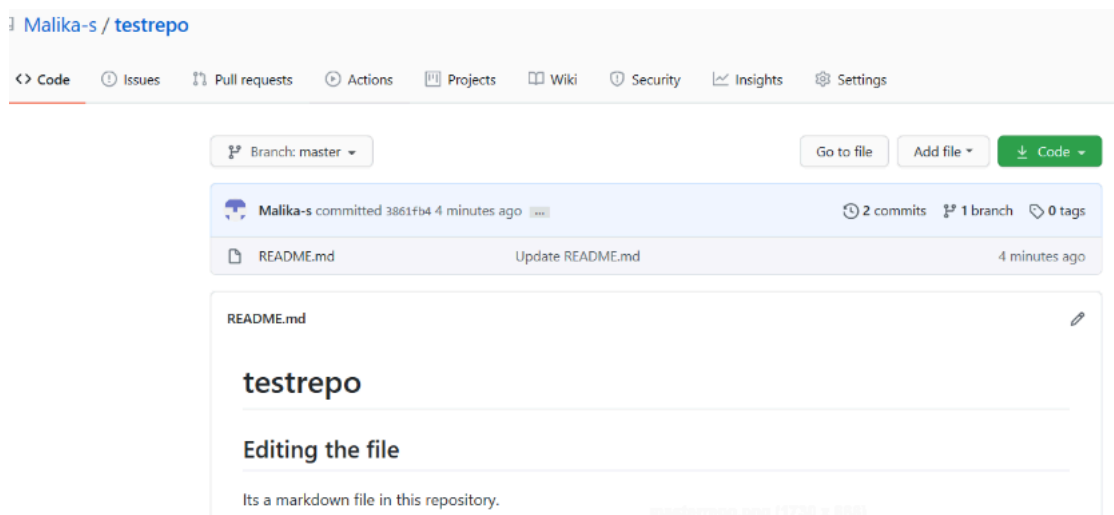 Malika-s / testrepo
Code Issues Pull requests Actions Projects Wiki Security Insights Settings
Branch: master Go to file Add file Code
Malika-s committed 3861fb4 4 minutes ago ... 2 commits 1 branch 0 tags
README.md Update README.md 4 minutes ago
README.md
testrepo
Editing the file
Its a markdown file in this repository.